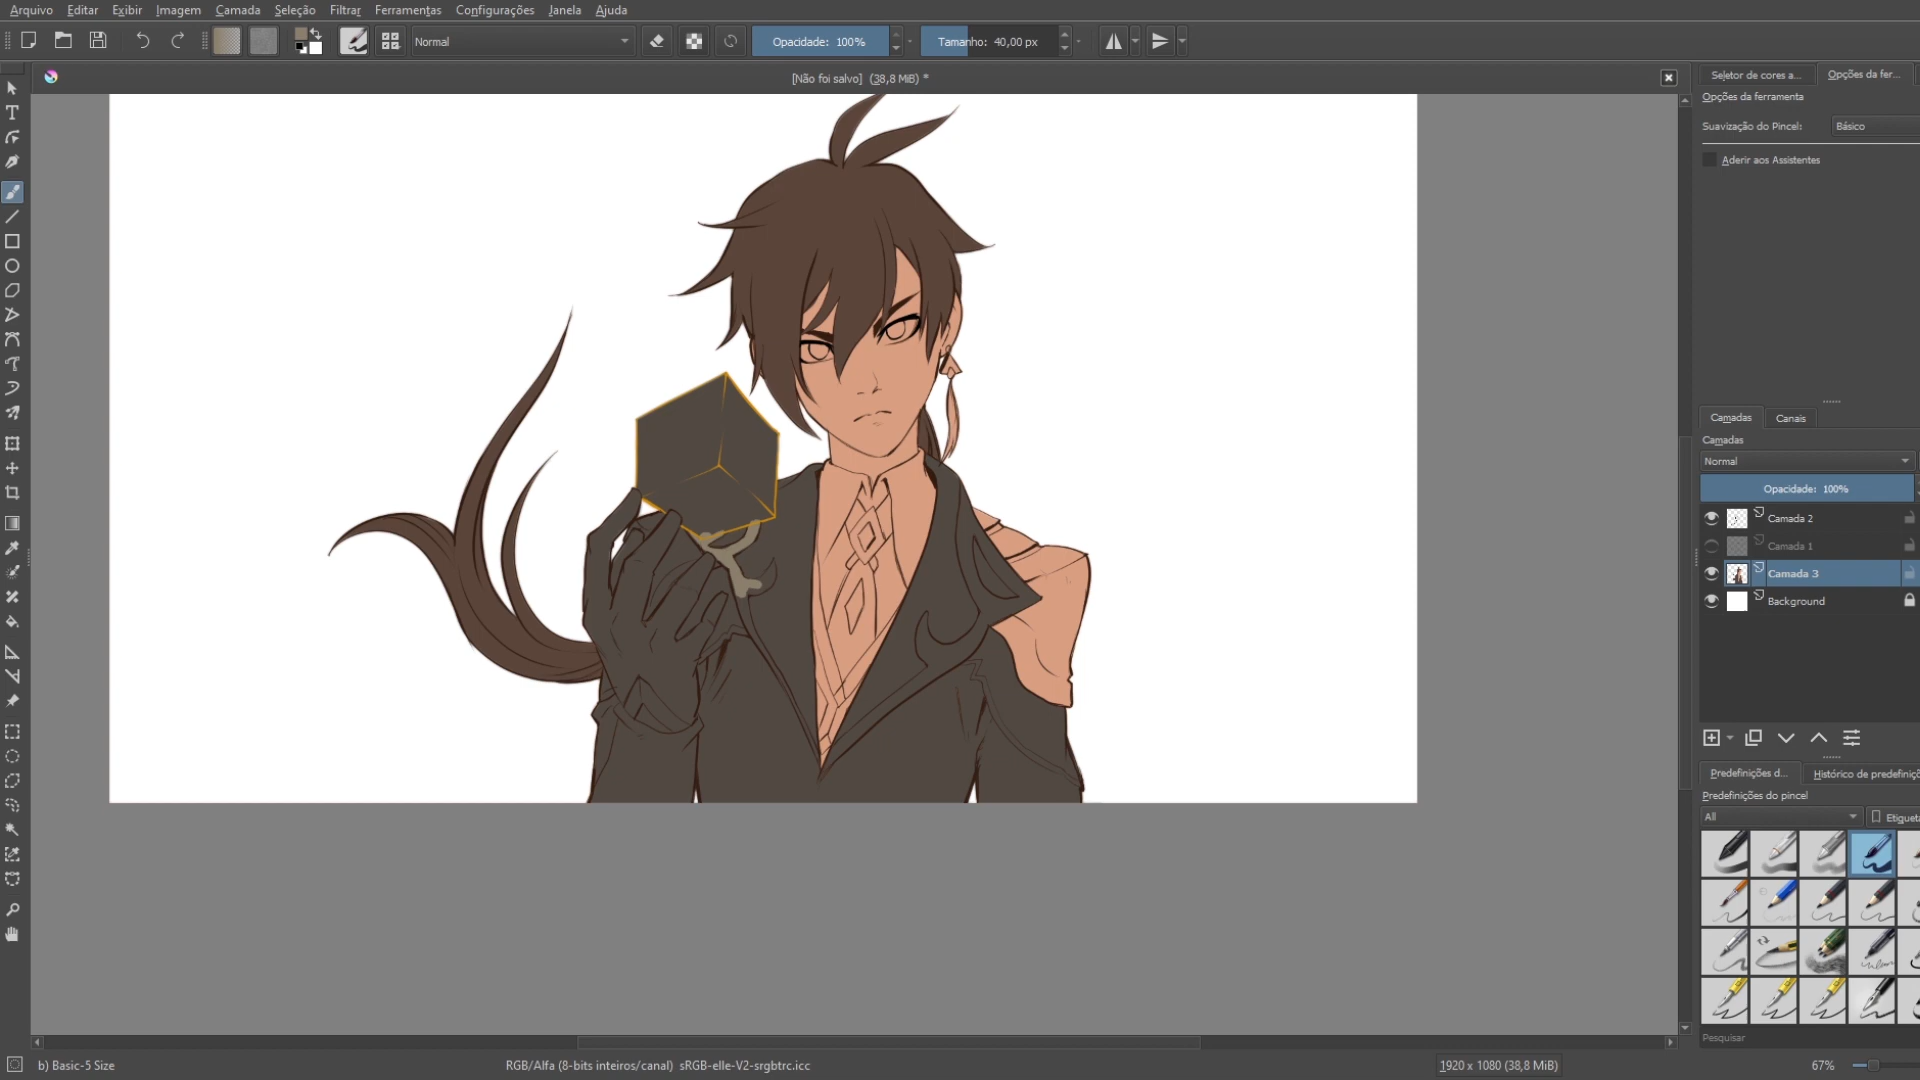 Arquivo Editar Exibir Imagem Camada Seleção Filtrar Ferramentas Configurações Janela Ajuda
Normal Opacidade: 100% Tamanho: 40,00 px
[Não foi salvo] (38,8 MiB) *
Seletor de cores a... Opções da fer...
Opções da ferramenta
Suavização do Pincel: Básico
Aderir aos Assistentes
Camadas Canais
Camadas
Normal
Opacidade: 100%
Camada 2
Camada 1
Camada 3
Background
Predefinições d... Histórico de predefiniçõ
Predefinições do pincel
All Etiqueta
Pesquisar
b) Basic-5 Size RGB/Alfa (8-bits inteiros/canal) sRGB-elle-V2-srgbtrc.icc 1920 x 1080 (38,8 MiB) 67%